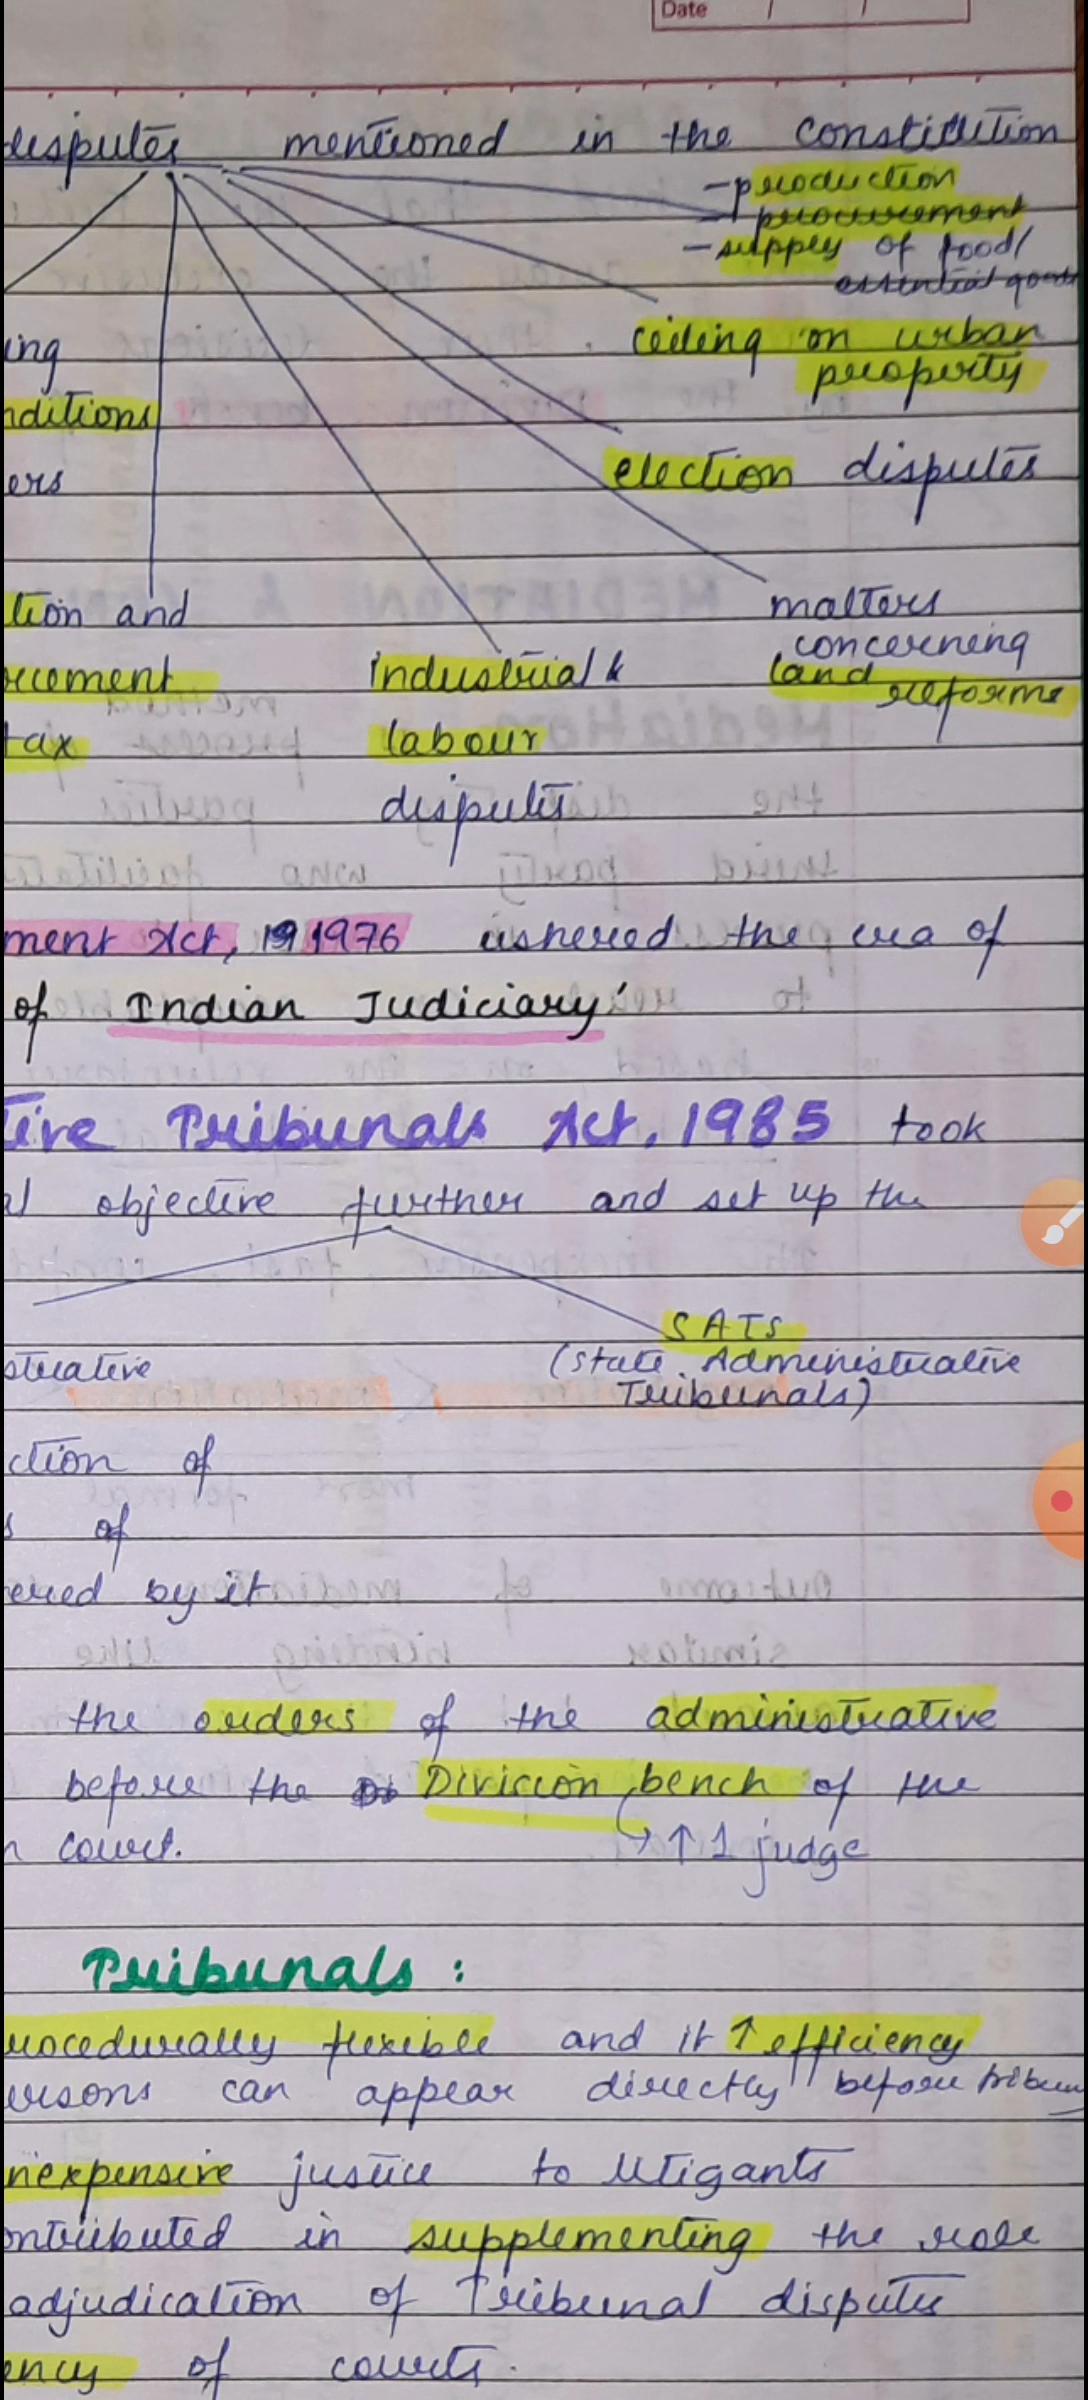 Date / /
disputes mentioned in the constitution
- production
- procurement
- supply of food/
essential goods
ceiling on urban
property
ing
nditions
ers
election disputes
tion and
rcement
tax
industrial &
labour
disputes
matters
concerning
land reforms
ment Act, 1976 ushered the era of
of Indian Judiciary'
tive Tribunals Act, 1985 took
al objective further and set up the
SATs
strative
(State Administrative
Tribunals)
ction of
s of
ered by it
the orders of the administrative
before the Division bench of the
↑ 1 judge
h court.
Tribunals :
rocedurally flexible and it ↑ efficiency
ersons can appear directly before tribun
nexpensive justice to litigants
ontributed in supplementing the role
adjudication of Tribunal disputes
ency of courts.